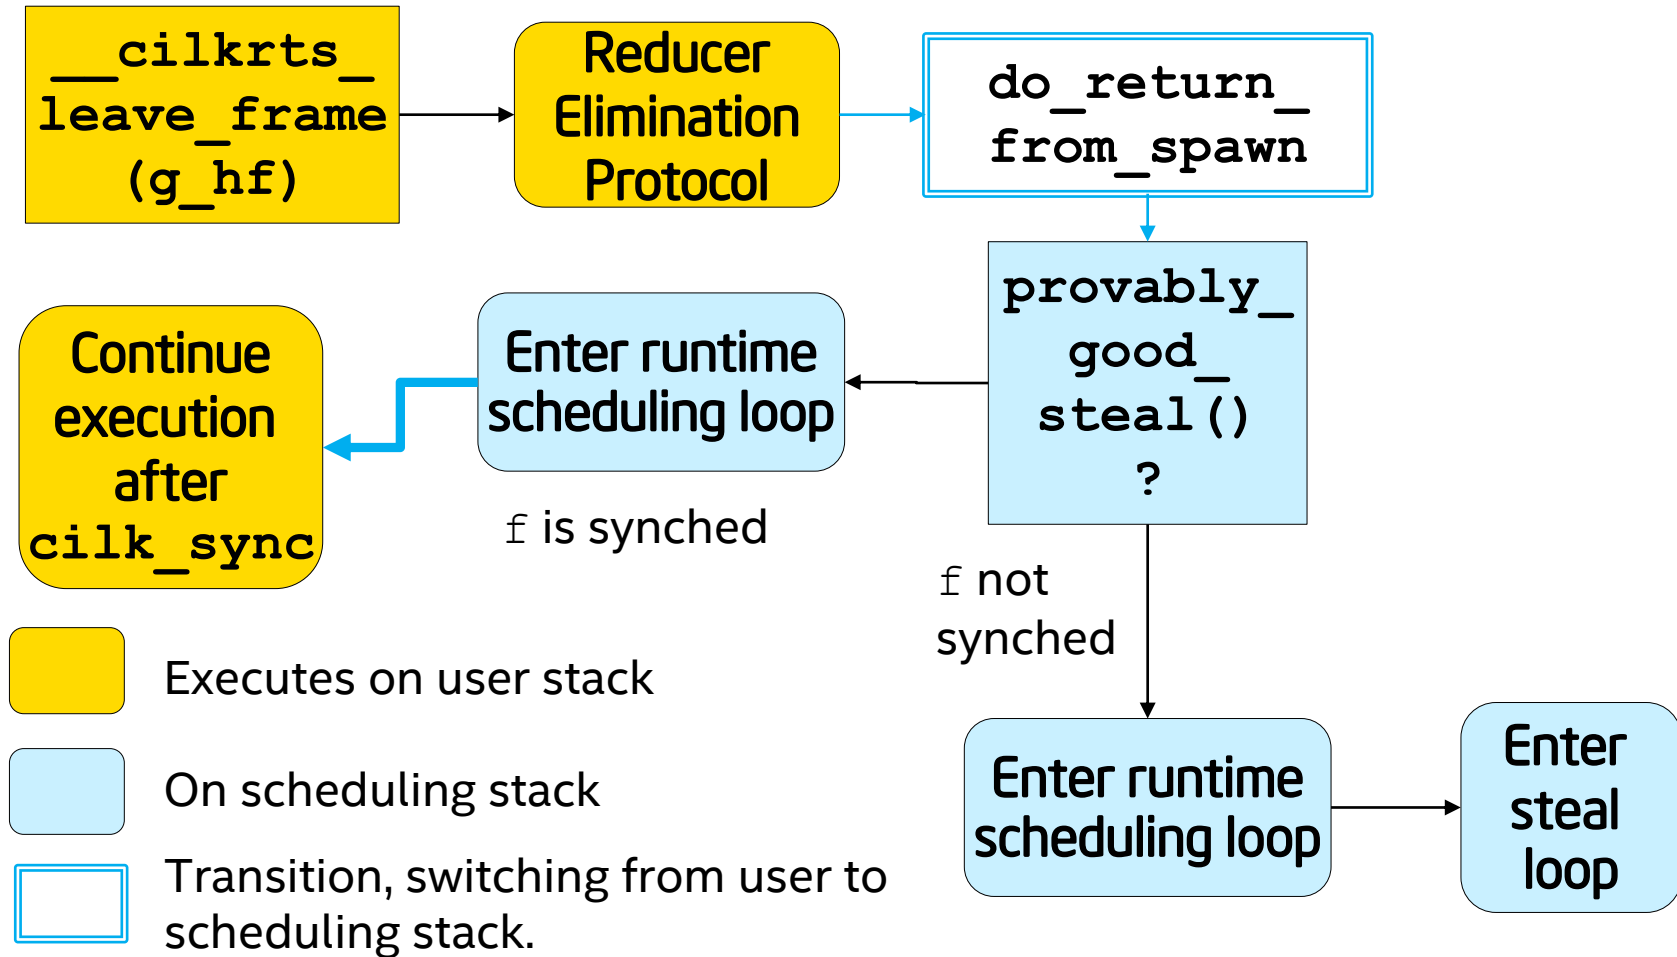 __cilkrts_
leave_frame
(g_hf)
Reducer
Elimination
Protocol
do_return_
from_spawn
provably_
good_
steal()
?
Enter runtime
scheduling loop
Continue
execution
after
cilk_sync
f is synched
f not
synched
Executes on user stack
On scheduling stack
Transition, switching from user to
scheduling stack.
Enter runtime
scheduling loop
Enter
steal
loop